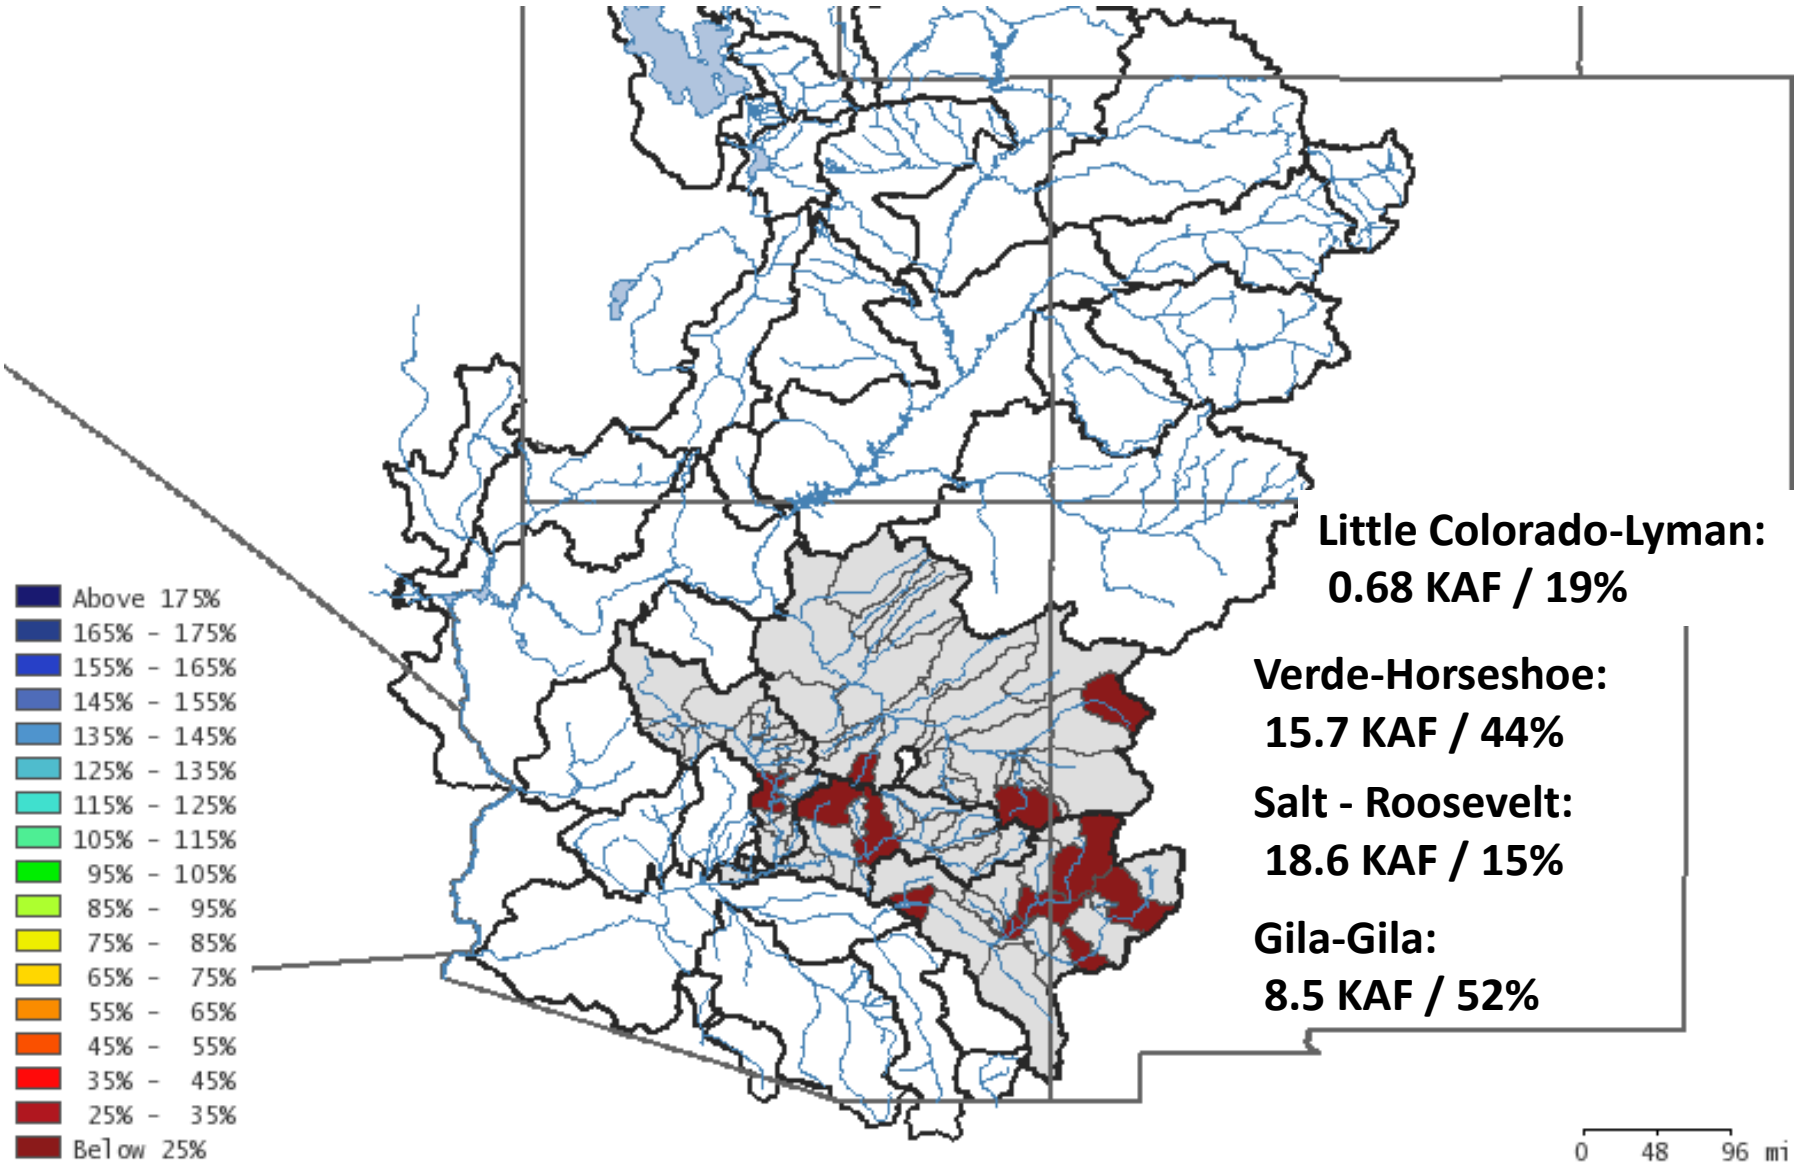 Little Colorado-Lyman:
0.68 KAF / 19%
Verde-Horseshoe:
15.7 KAF / 44%
Salt - Roosevelt:
18.6 KAF / 15%
Gila-Gila:
8.5 KAF / 52%
Above 175%
165% - 175%
155% - 165%
145% - 155%
135% - 145%
125% - 135%
115% - 125%
105% - 115%
95% - 105%
85% - 95%
75% - 85%
65% - 75%
55% - 65%
45% - 55%
35% - 45%
25% - 35%
Below 25%
0 48 96 mi